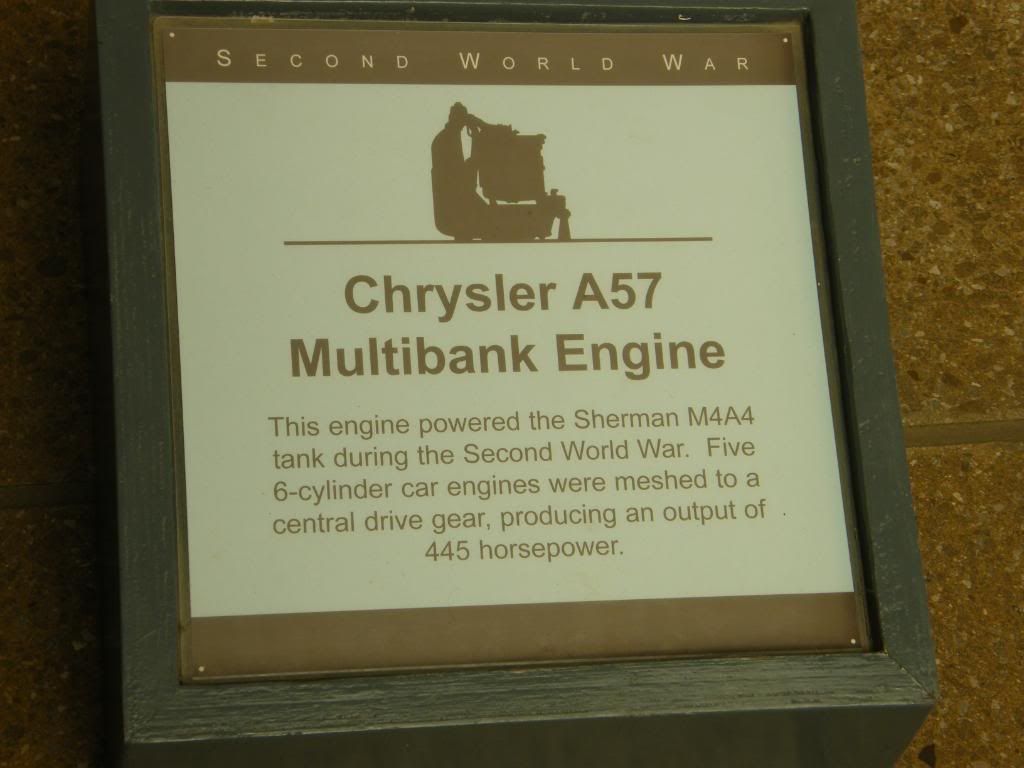 SECOND WORLD WAR
Chrysler A57
Multibank Engine
This engine powered the Sherman M4A4
tank during the Second World War. Five
6-cylinder car engines were meshed to a
central drive gear, producing an output of
445 horsepower.